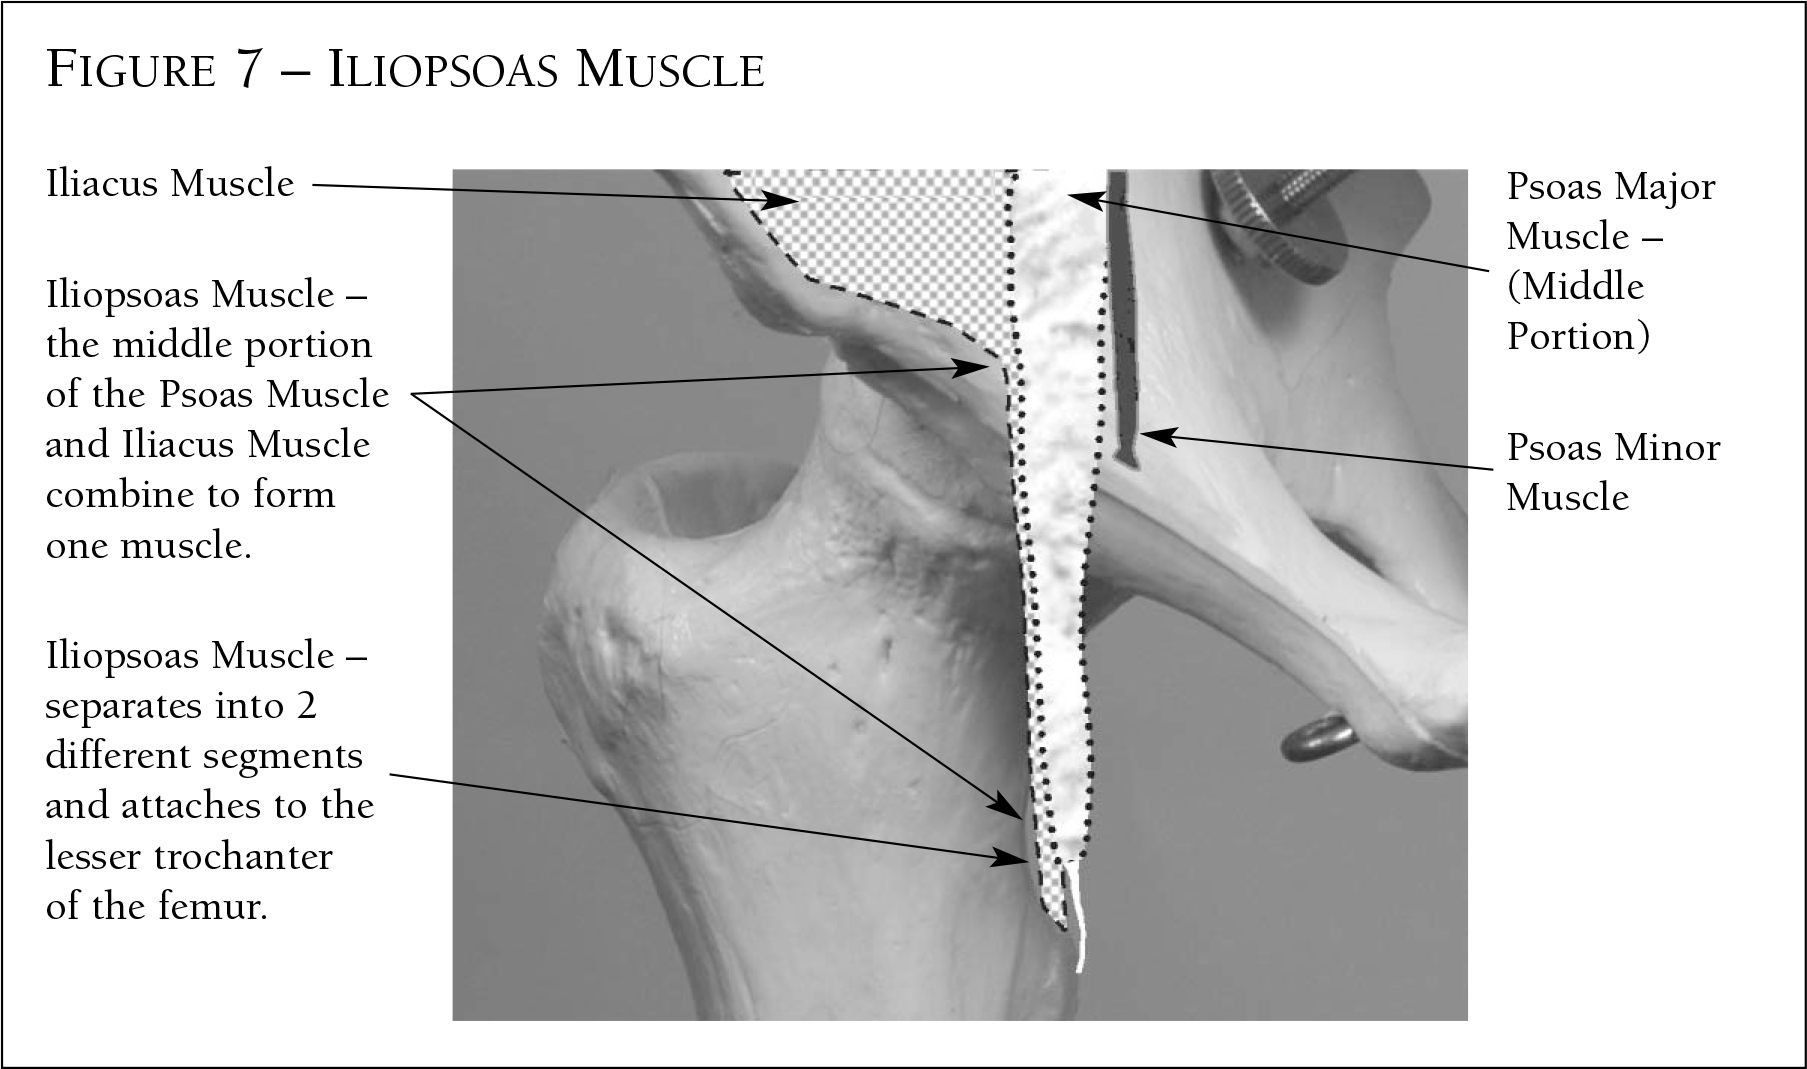 FIGURE 7 – ILIOPSOAS MUSCLE
Iliacus Muscle
Iliopsoas Muscle –
the middle portion
of the Psoas Muscle
and Iliacus Muscle
combine to form
one muscle.
Iliopsoas Muscle –
separates into 2
different segments
and attaches to the
lesser trochanter
of the femur.
Psoas Major
Muscle –
(Middle
Portion)
Psoas Minor
Muscle